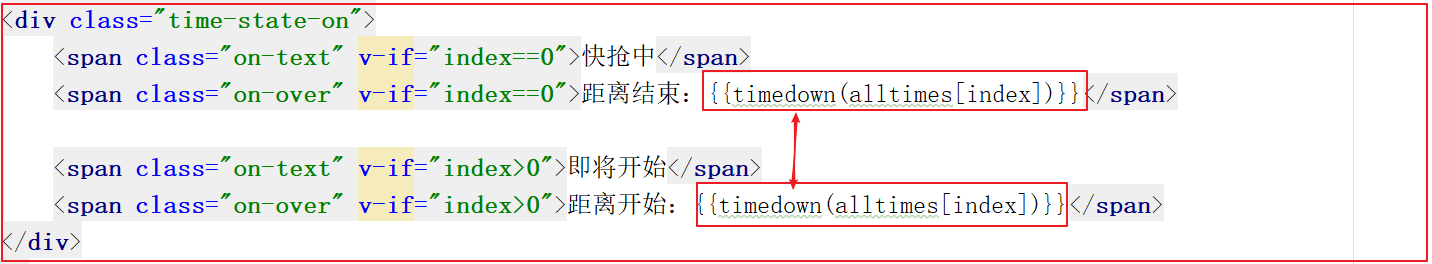 <div class="time-state-on">
    <span class="on-text" v-if="index==0">快抢中</span>
    <span class="on-over" v-if="index==0">距离结束：{{timedown(alltimes[index])}}</span>

    <span class="on-text" v-if="index>0">即将开始</span>
    <span class="on-over" v-if="index>0">距离开始：{{timedown(alltimes[index])}}</span>
</div>